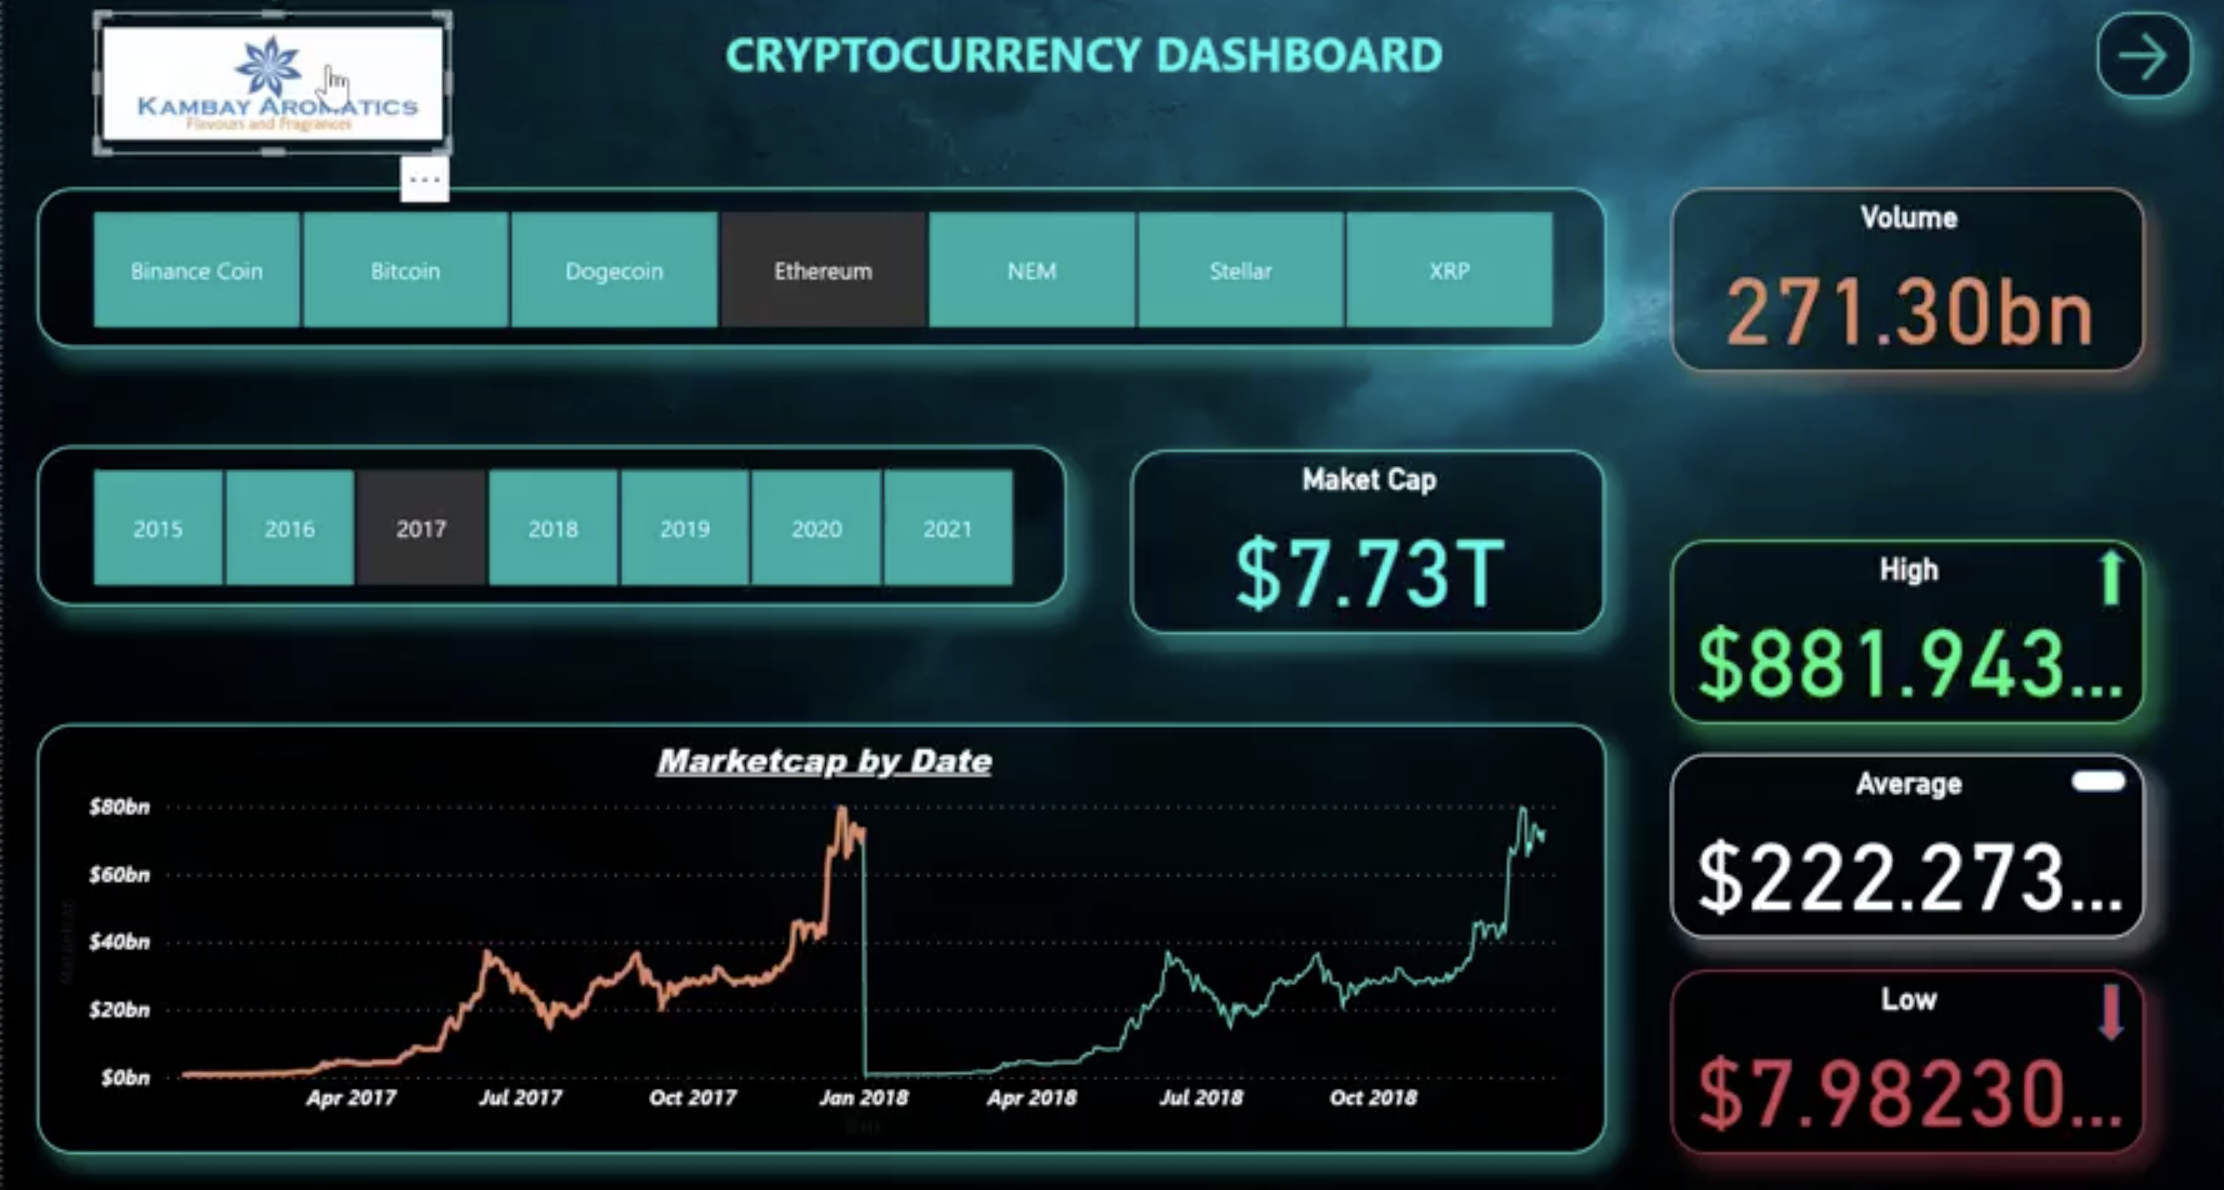 KAMBAY AROMATICS
Flavours and Fragrances
CRYPTOCURRENCY DASHBOARD
...
Binance Coin
Bitcoin
Dogecoin
Ethereum
NEM
Stellar
XRP
Volume
271.30bn
2015
2016
2017
2018
2019
2020
2021
Maket Cap
$7.73T
High
$881.943...
Average
$222.273...
Low
$7.98230...
Marketcap by Date
$80bn
$60bn
$40bn
$20bn
$0bn
Apr 2017
Jul 2017
Oct 2017
Jan 2018
Apr 2018
Jul 2018
Oct 2018